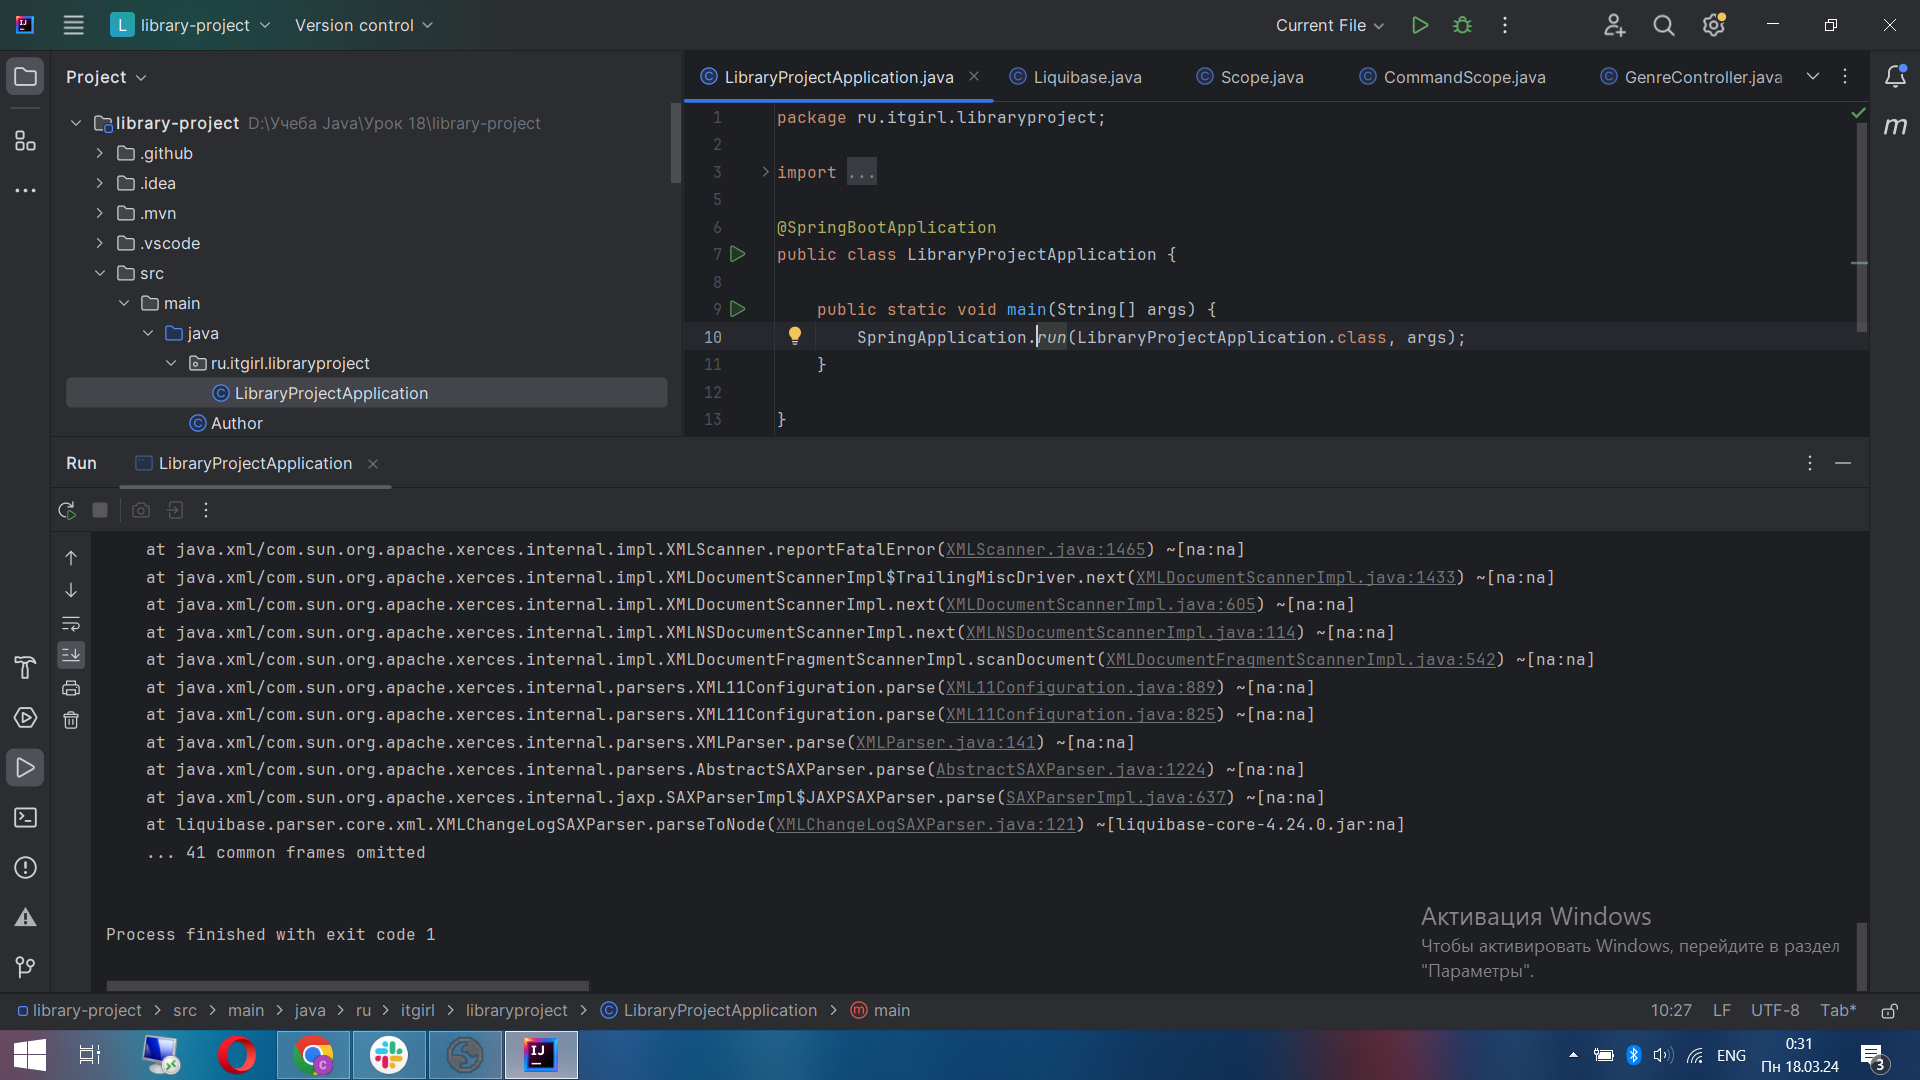 L library-project Version control Current File
Project
LibraryProjectApplication.java Liquibase.java Scope.java CommandScope.java GenreController.java
library-project D:\Учеба Java\Урок 18\library-project
.github
.idea
.mvn
.vscode
src
main
java
ru.itgirl.libraryproject
LibraryProjectApplication
Author
1 package ru.itgirl.libraryproject;
2
3 import ...
5
6 @SpringBootApplication
7 public class LibraryProjectApplication {
8
9 public static void main(String[] args) {
10 SpringApplication.run(LibraryProjectApplication.class, args);
11 }
12
13 }
Run LibraryProjectApplication
at java.xml/com.sun.org.apache.xerces.internal.impl.XMLScanner.reportFatalError(XMLScanner.java:1465) ~[na:na]
at java.xml/com.sun.org.apache.xerces.internal.impl.XMLDocumentScannerImpl$TrailingMiscDriver.next(XMLDocumentScannerImpl.java:1433) ~[na:na]
at java.xml/com.sun.org.apache.xerces.internal.impl.XMLDocumentScannerImpl.next(XMLDocumentScannerImpl.java:605) ~[na:na]
at java.xml/com.sun.org.apache.xerces.internal.impl.XMLNSDocumentScannerImpl.next(XMLNSDocumentScannerImpl.java:114) ~[na:na]
at java.xml/com.sun.org.apache.xerces.internal.impl.XMLDocumentFragmentScannerImpl.scanDocument(XMLDocumentFragmentScannerImpl.java:542) ~[na:na]
at java.xml/com.sun.org.apache.xerces.internal.parsers.XML11Configuration.parse(XML11Configuration.java:889) ~[na:na]
at java.xml/com.sun.org.apache.xerces.internal.parsers.XML11Configuration.parse(XML11Configuration.java:825) ~[na:na]
at java.xml/com.sun.org.apache.xerces.internal.parsers.XMLParser.parse(XMLParser.java:141) ~[na:na]
at java.xml/com.sun.org.apache.xerces.internal.parsers.AbstractSAXParser.parse(AbstractSAXParser.java:1224) ~[na:na]
at java.xml/com.sun.org.apache.xerces.internal.jaxp.SAXParserImpl$JAXPSAXParser.parse(SAXParserImpl.java:637) ~[na:na]
at liquibase.parser.core.xml.XMLChangeLogSAXParser.parseToNode(XMLChangeLogSAXParser.java:121) ~[liquibase-core-4.24.0.jar:na]
... 41 common frames omitted
Process finished with exit code 1
Активация Windows
Чтобы активировать Windows, перейдите в раздел
"Параметры".
library-project > src > main > java > ru > itgirl > libraryproject > LibraryProjectApplication > main 10:27 LF UTF-8 Tab*
ENG
0:31
Пн 18.03.24
3